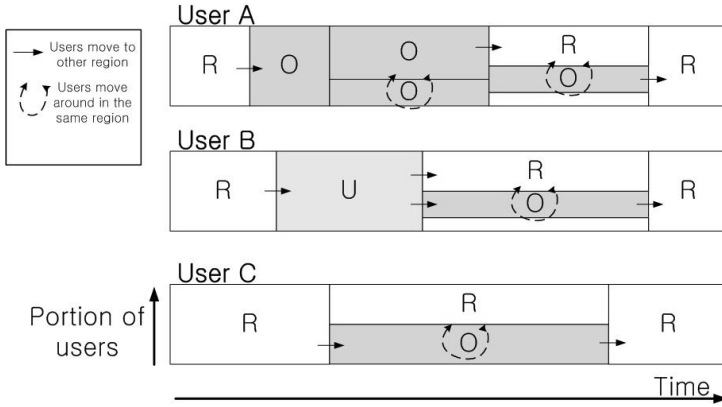 User A
Users move to
other region
Users move
around in the
same region
R
O
O
O
R
O
R
User B
R
U
R
O
R
User C
Portion of
users
R
R
O
R
Time